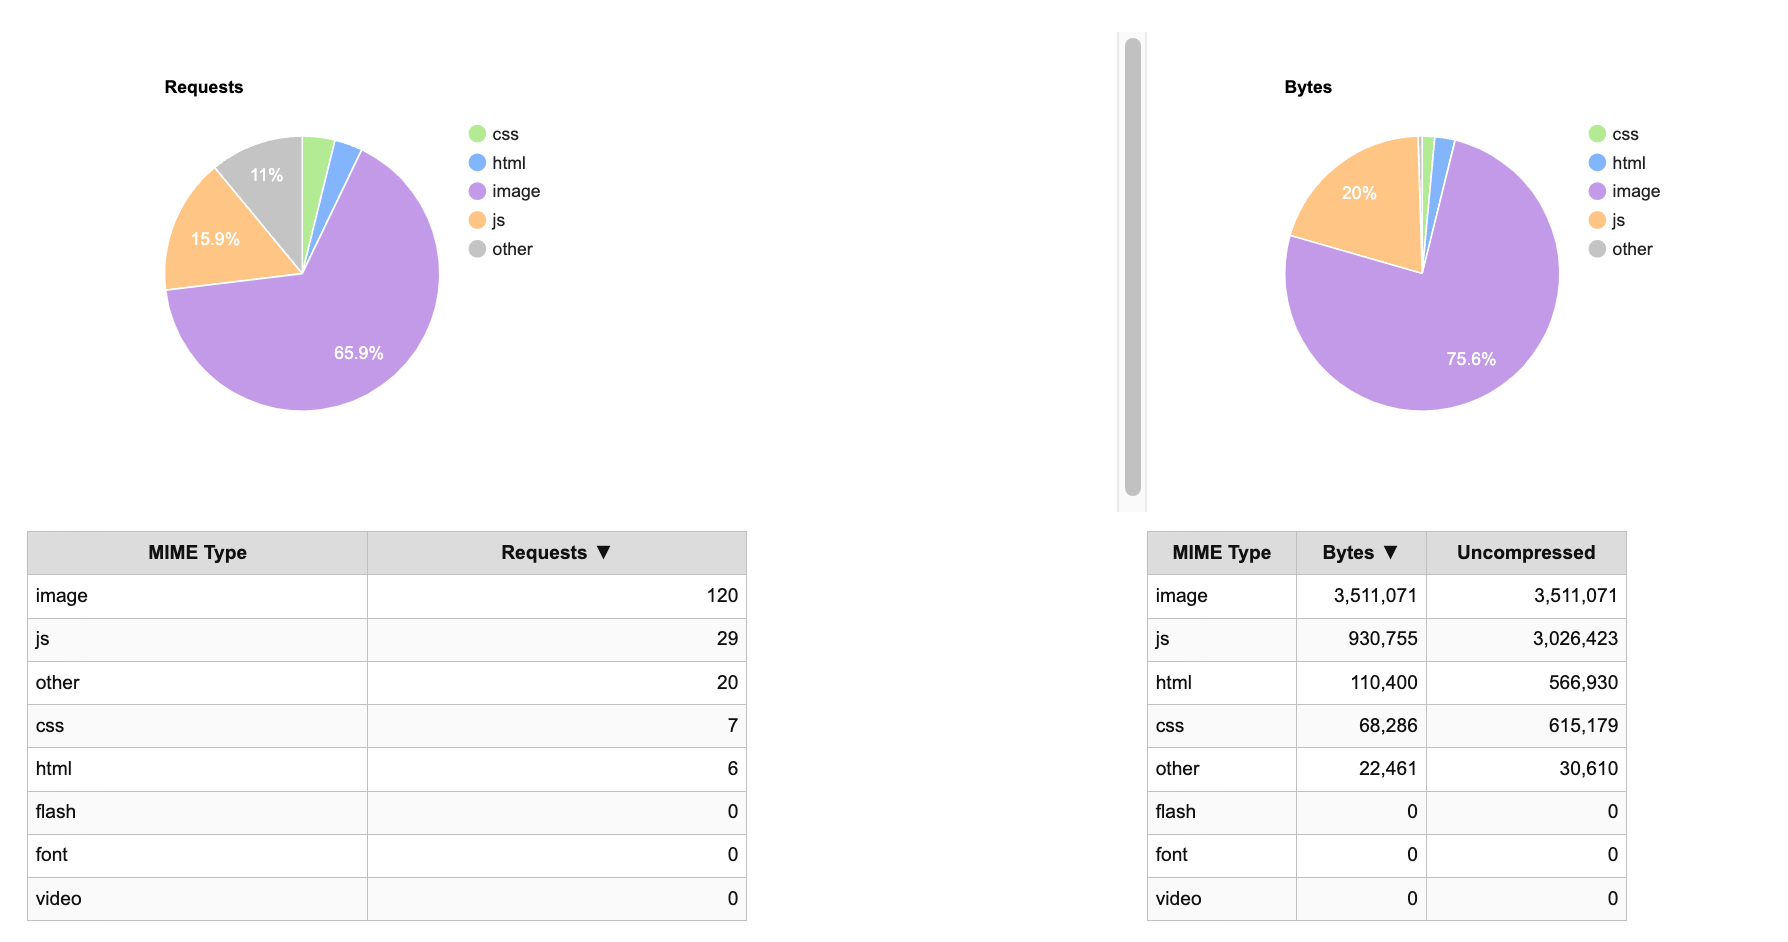 Requests
css
html
image
js
other
11%
15.9%
65.9%
Bytes
css
html
image
js
other
20%
75.6%
MIME Type Requests ▼
image 120
js 29
other 20
css 7
html 6
flash 0
font 0
video 0
MIME Type Bytes ▼ Uncompressed
image 3,511,071 3,511,071
js 930,755 3,026,423
html 110,400 566,930
css 68,286 615,179
other 22,461 30,610
flash 0 0
font 0 0
video 0 0